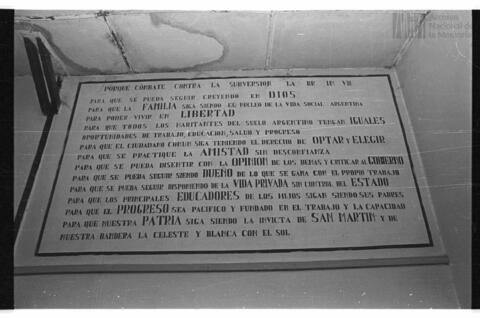 PORQUE COMBATE CONTRA LA SUBVERSION LA BR IM VII
PARA QUE SE PUEDA SEGUIR CREYENDO EN DIOS
PARA QUE LA FAMILIA SIGA SIENDO EL NUCLEO DE LA VIDA SOCIAL ARGENTINA
PARA PODER VIVIR EN LIBERTAD
PARA QUE TODOS LOS HABITANTES DEL SUELO ARGENTINO TENGAN IGUALES
OPORTUNIDADES DE TRABAJO, EDUCACION, SALUD Y PROGRESO
PARA QUE EL CIUDADANO COMUN SIGA TENIENDO EL DERECHO DE OPTAR Y ELEGIR
PARA QUE SE PRACTIQUE LA AMISTAD SIN DESCONFIANZA
PARA QUE SE PUEDA DISENTIR CON LA OPINION DE LOS DEMAS Y CRITICAR AL GOBIERNO
PARA QUE SE PUEDA SEGUIR SIENDO DUEÑO DE LO QUE SE GANA CON EL PROPIO TRABAJO
PARA QUE SE PUEDA SEGUIR DISPONIENDO DE LA VIDA PRIVADA SIN CONTROL DEL ESTADO
PARA QUE LOS PRINCIPALES EDUCADORES DE LOS HIJOS SIGAN SIENDO SUS PADRES
PARA QUE EL PROGRESO SEA PACIFICO Y FUNDADO EN EL TRABAJO Y LA CAPACIDAD
PARA QUE NUESTRA PATRIA SIGA SIENDO LA INVICTA DE SAN MARTIN Y DE
NUESTRA BANDERA LA CELESTE Y BLANCA CON EL SOL
Archivo
Nacional de
la Memoria